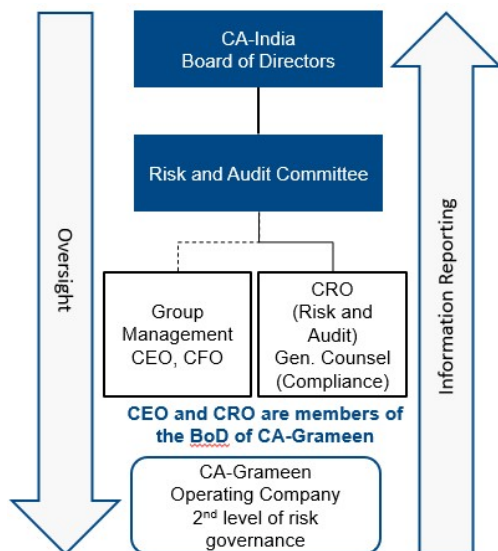 CA-India
Board of Directors
Risk and Audit Committee
Oversight
Information Reporting
Group
Management
CEO, CFO
CRO
(Risk and
Audit)
Gen. Counsel
(Compliance)
CEO and CRO are members of
the BoD of CA-Grameen
CA-Grameen
Operating Company
2nd level of risk
governance